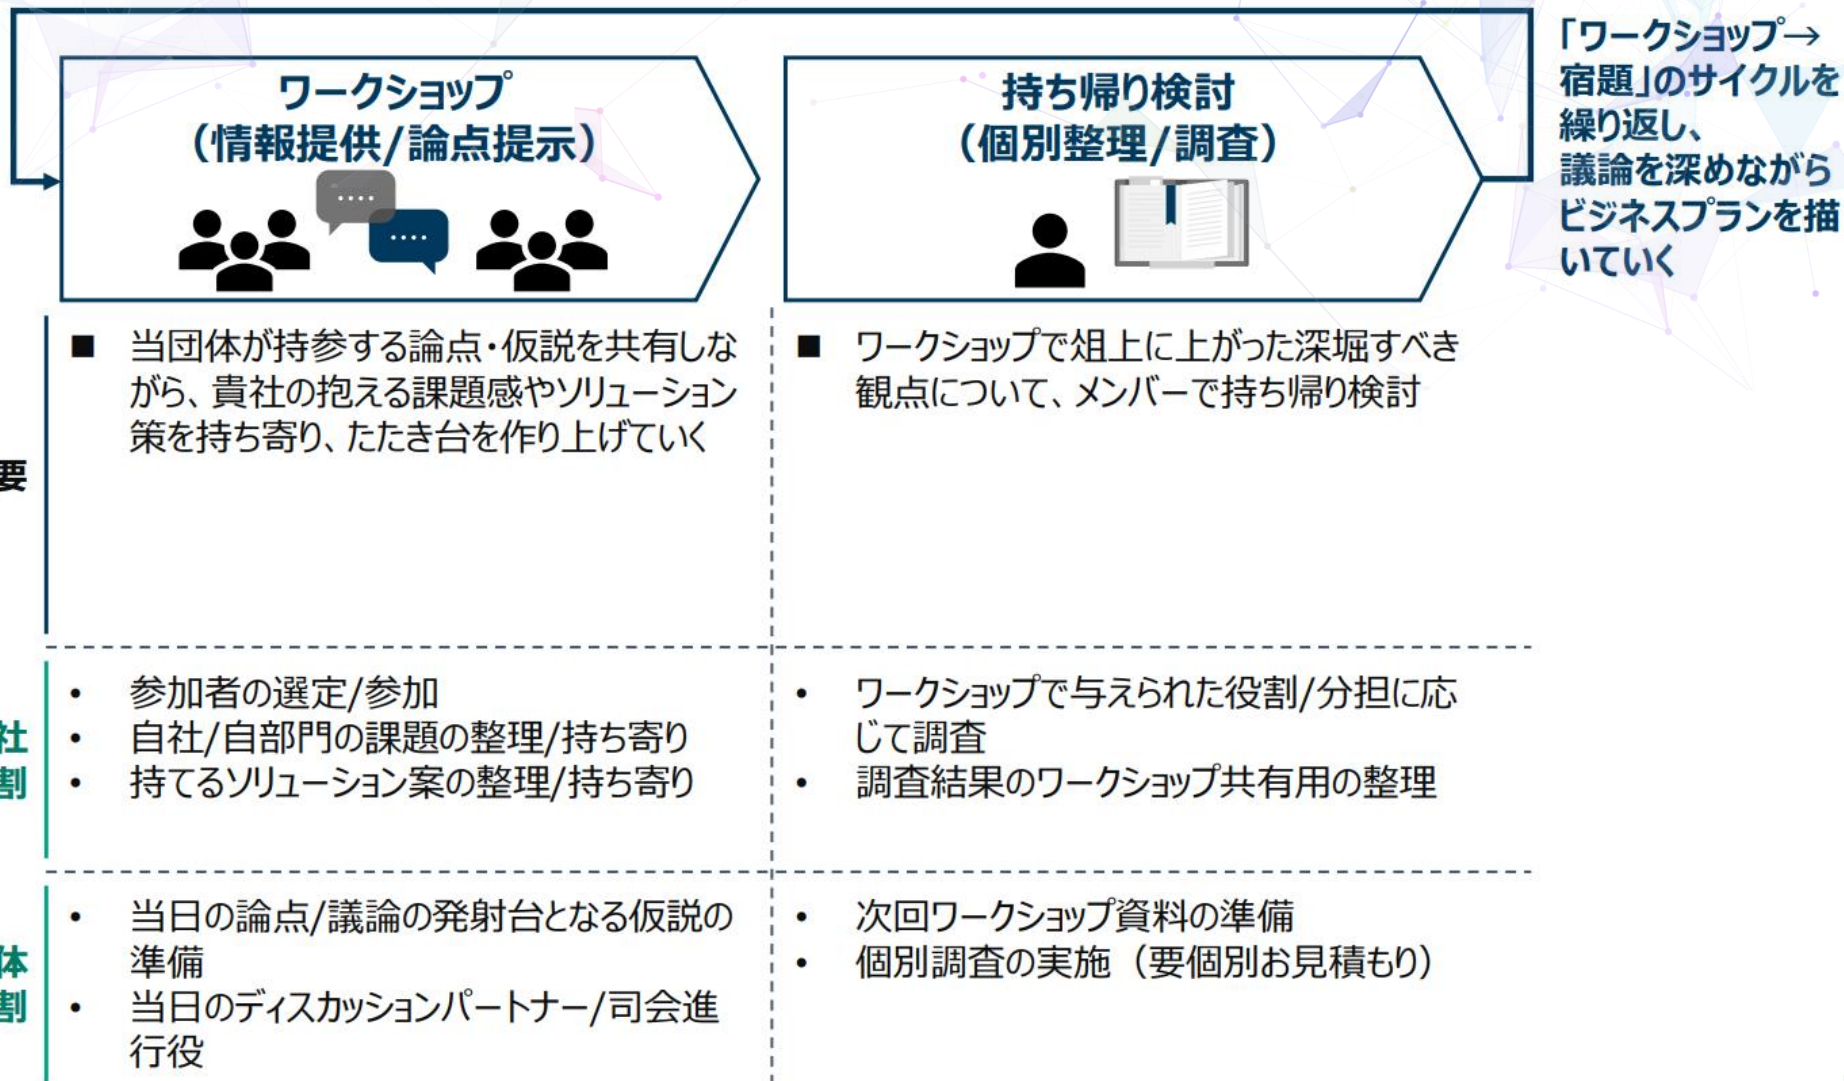 ワークショップ
（情報提供/論点提示）
持ち帰り検討
（個別整理/調査）
「ワークショップ→
宿題」のサイクルを
繰り返し、
議論を深めながら
ビジネスプランを描
いていく
要
■ 当団体が持参する論点・仮説を共有しな
がら、貴社の抱える課題感やソリューション
策を持ち寄り、たたき台を作り上げていく
■ ワークショップで俎上に上がった深堀すべき
観点について、メンバーで持ち帰り検討
社
割
• 参加者の選定/参加
• 自社/自部門の課題の整理/持ち寄り
• 持てるソリューション案の整理/持ち寄り
• ワークショップで与えられた役割/分担に応
じて調査
• 調査結果のワークショップ共有用の整理
体
割
• 当日の論点/議論の発射台となる仮説の
準備
• 当日のディスカッションパートナー/司会進
行役
• 次回ワークショップ資料の準備
• 個別調査の実施（要個別お見積もり）